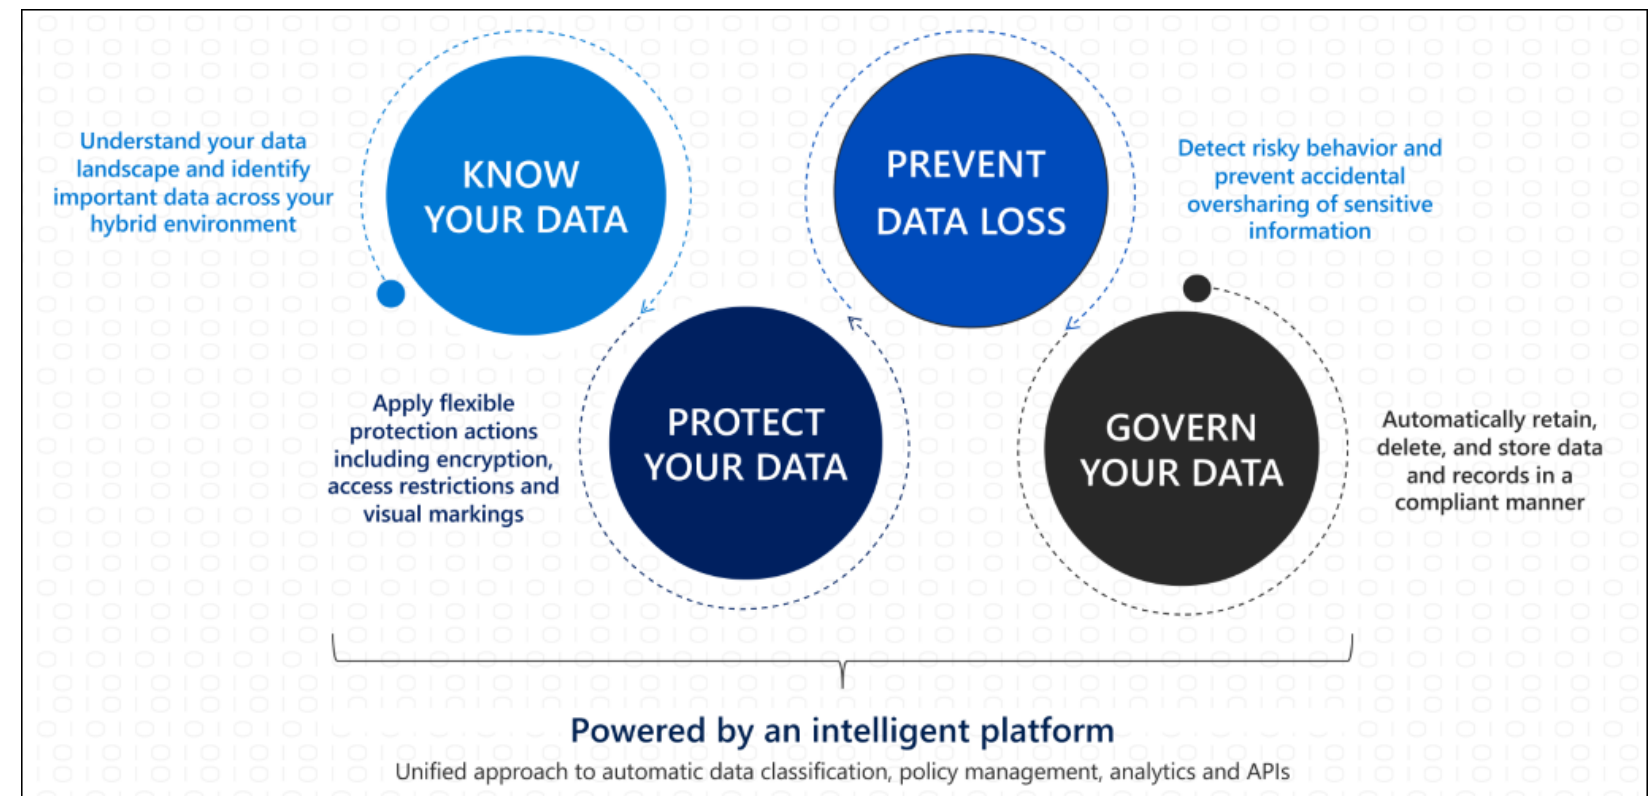 Understand your data
landscape and identify
important data across your
hybrid environment
KNOW
YOUR DATA
Apply flexible
protection actions
including encryption,
access restrictions and
visual markings
PROTECT
YOUR DATA
PREVENT
DATA LOSS
Detect risky behavior and
prevent accidental
oversharing of sensitive
information
GOVERN
YOUR DATA
Automatically retain,
delete, and store data
and records in a
compliant manner
Powered by an intelligent platform
Unified approach to automatic data classification, policy management, analytics and APIs